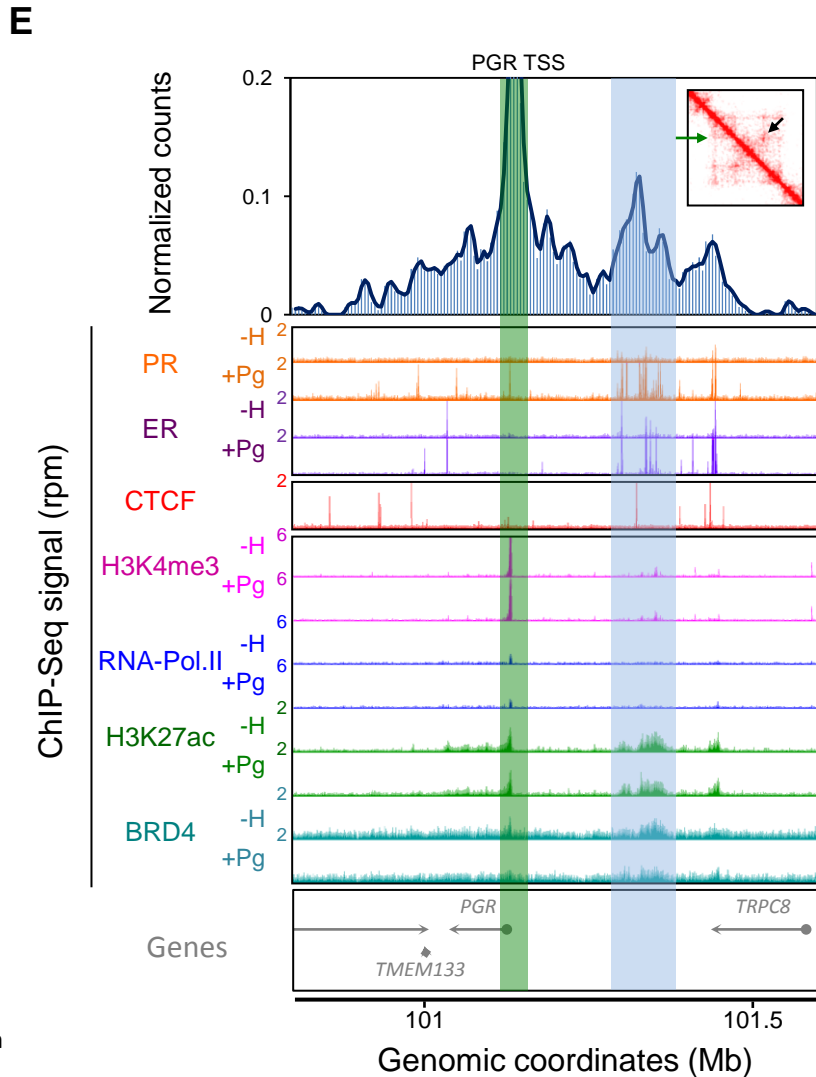 E
PGR TSS
Normalized counts
0.2
0.1
0
ChIP-Seq signal (rpm)
PR
-H
2
+Pg
2
ER
-H
2
+Pg
2
CTCF
2
H3K4me3
-H
6
+Pg
6
RNA-Pol.II
-H
6
+Pg
6
H3K27ac
-H
2
+Pg
2
BRD4
-H
2
+Pg
2
Genes
PGR
TRPC8
TMEM133
101
101.5
Genomic coordinates (Mb)